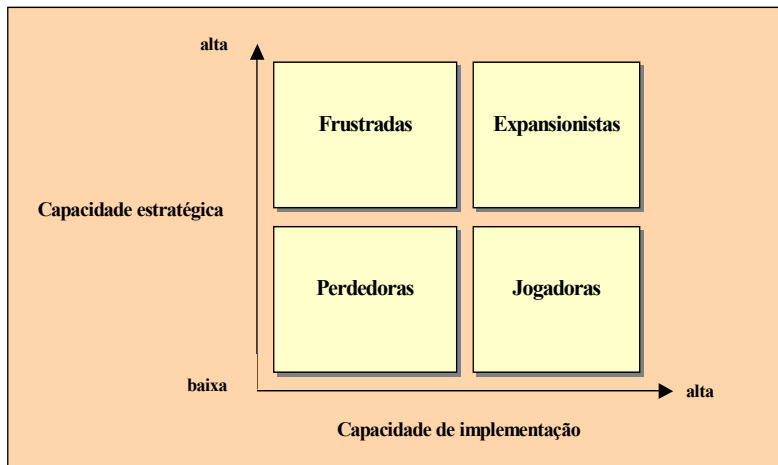 alta
Frustradas
Expansionistas
Capacidade estratégica
Perdedoras
Jogadoras
baixa
alta
Capacidade de implementação